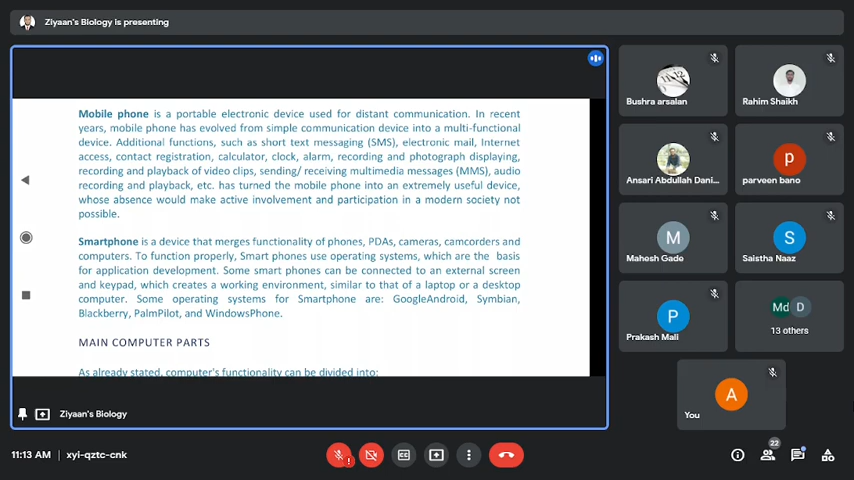 Ziyaan's Biology is presenting
Mobile phone is a portable electronic device used for distant communication. In recent
years, mobile phone has evolved from simple communication device into a multi-functional
device. Additional functions, such as short text messaging (SMS), electronic mail, Internet
access, contact registration, calculator, clock, alarm, recording and photograph displaying,
recording and playback of video clips, sending/ receiving multimedia messages (MMS), audio
recording and playback, etc. has turned the mobile phone into an extremely useful device,
whose absence would make active involvement and participation in a modern society not
possible.
Smartphone is a device that merges functionality of phones, PDAs, cameras, camcorders and
computers. To function properly, Smart phones use operating systems, which are the basis
for application development. Some smart phones can be connected to an external screen
and keypad, which creates a working environment, similar to that of a laptop or a desktop
computer. Some operating systems for Smartphone are: GoogleAndroid, Symbian,
Blackberry, PalmPilot, and WindowsPhone.
MAIN COMPUTER PARTS
As already stated, computer's functionality can be divided into:
Ziyaan's Biology
Bushra arsalan
Rahim Shaikh
Ansari Abdullah Dani...
p
parveen bano
M
Mahesh Gade
S
Saistha Naaz
P
Prakash Mali
Md D
13 others
A
You
11:13 AM | xyi-qztc-cnk
22